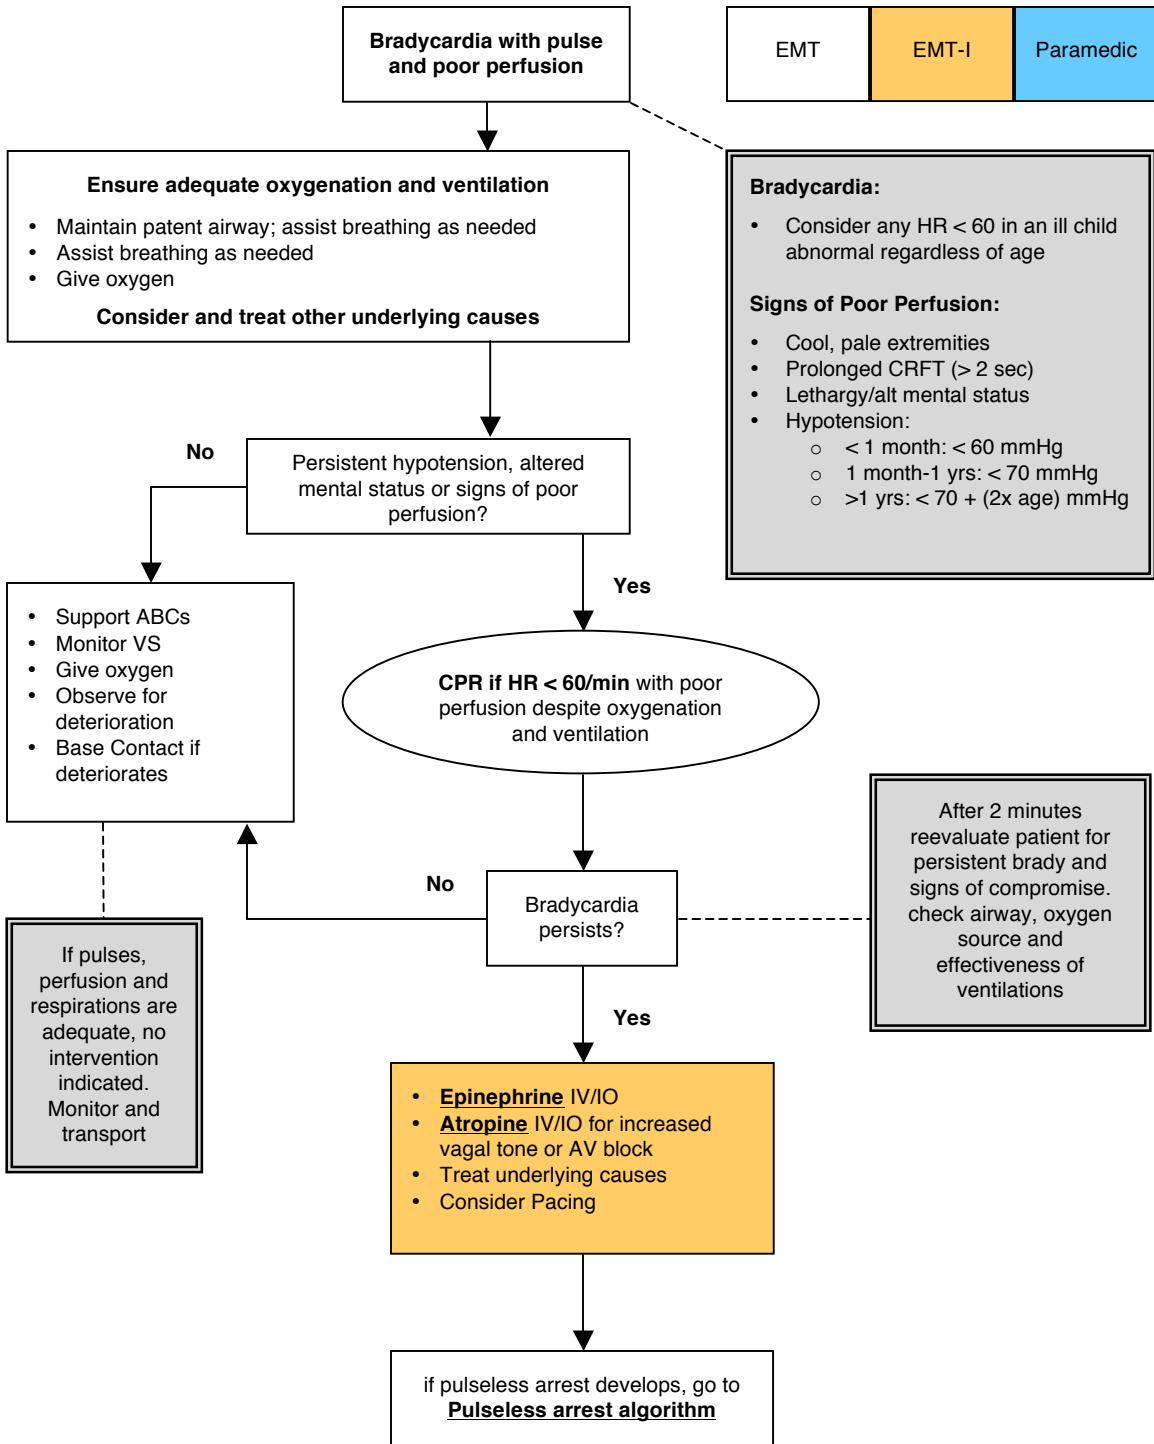 Bradycardia with pulse
and poor perfusion
EMT
EMT-I
Paramedic
Ensure adequate oxygenation and ventilation
• Maintain patent airway; assist breathing as needed
• Assist breathing as needed
• Give oxygen
Consider and treat other underlying causes
Bradycardia:
• Consider any HR < 60 in an ill child
abnormal regardless of age
Signs of Poor Perfusion:
• Cool, pale extremities
• Prolonged CRFT (> 2 sec)
• Lethargy/alt mental status
• Hypotension:
o < 1 month: < 60 mmHg
o 1 month-1 yrs: < 70 mmHg
o >1 yrs: < 70 + (2x age) mmHg
No
Persistent hypotension, altered
mental status or signs of poor
perfusion?
Yes
• Support ABCs
• Monitor VS
• Give oxygen
• Observe for
deterioration
• Base Contact if
deteriorates
CPR if HR < 60/min with poor
perfusion despite oxygenation
and ventilation
After 2 minutes
reevaluate patient for
persistent brady and
signs of compromise.
check airway, oxygen
source and
effectiveness of
ventilations
No
Bradycardia
persists?
If pulses,
perfusion and
respirations are
adequate, no
intervention
indicated.
Monitor and
transport
Yes
• Epinephrine IV/IO
• Atropine IV/IO for increased
vagal tone or AV block
• Treat underlying causes
• Consider Pacing
if pulseless arrest develops, go to
Pulseless arrest algorithm